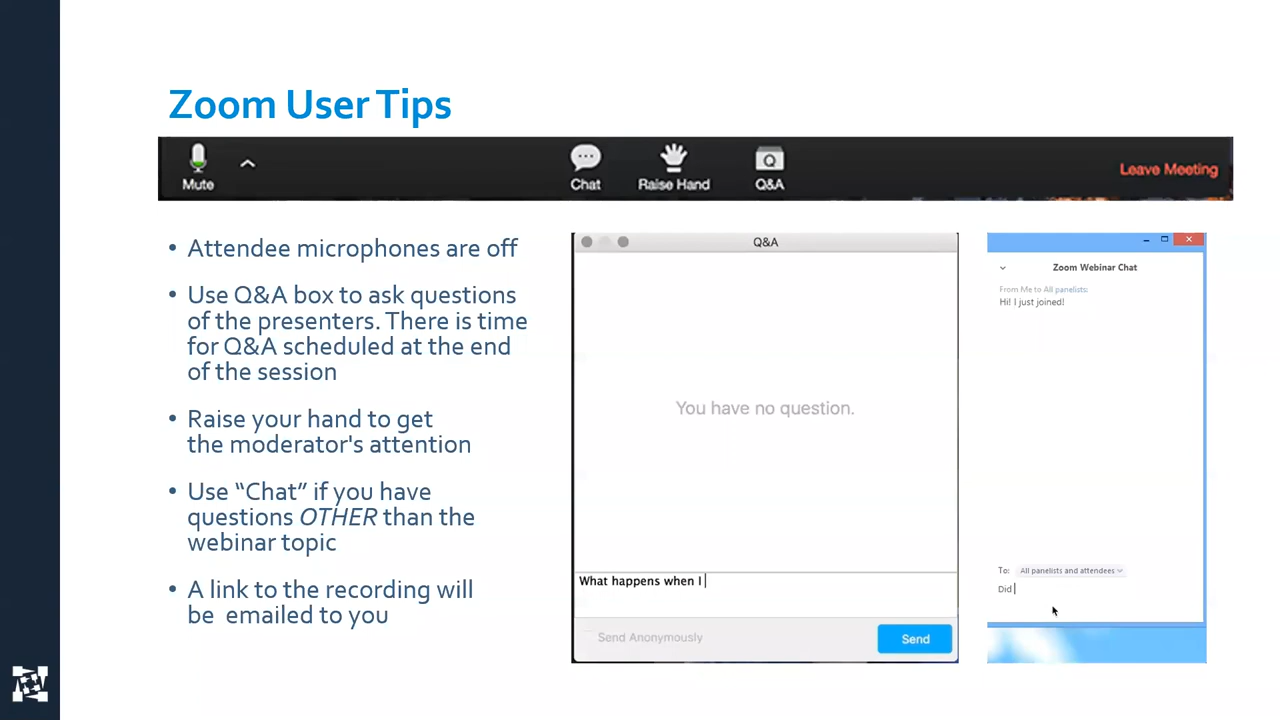 Zoom User Tips
Mute
Chat
Raise Hand
Q
Q&A
Leave Meeting
• Attendee microphones are off
• Use Q&A box to ask questions
of the presenters. There is time
for Q&A scheduled at the end
of the session
• Raise your hand to get
the moderator's attention
• Use “Chat” if you have
questions OTHER than the
webinar topic
• A link to the recording will
be emailed to you
Q&A
You have no question.
What happens when I
Send Anonymously
Send
Zoom Webinar Chat
From Me to All panelists:
Hi! I just joined!
To: All panelists and attendees
Did